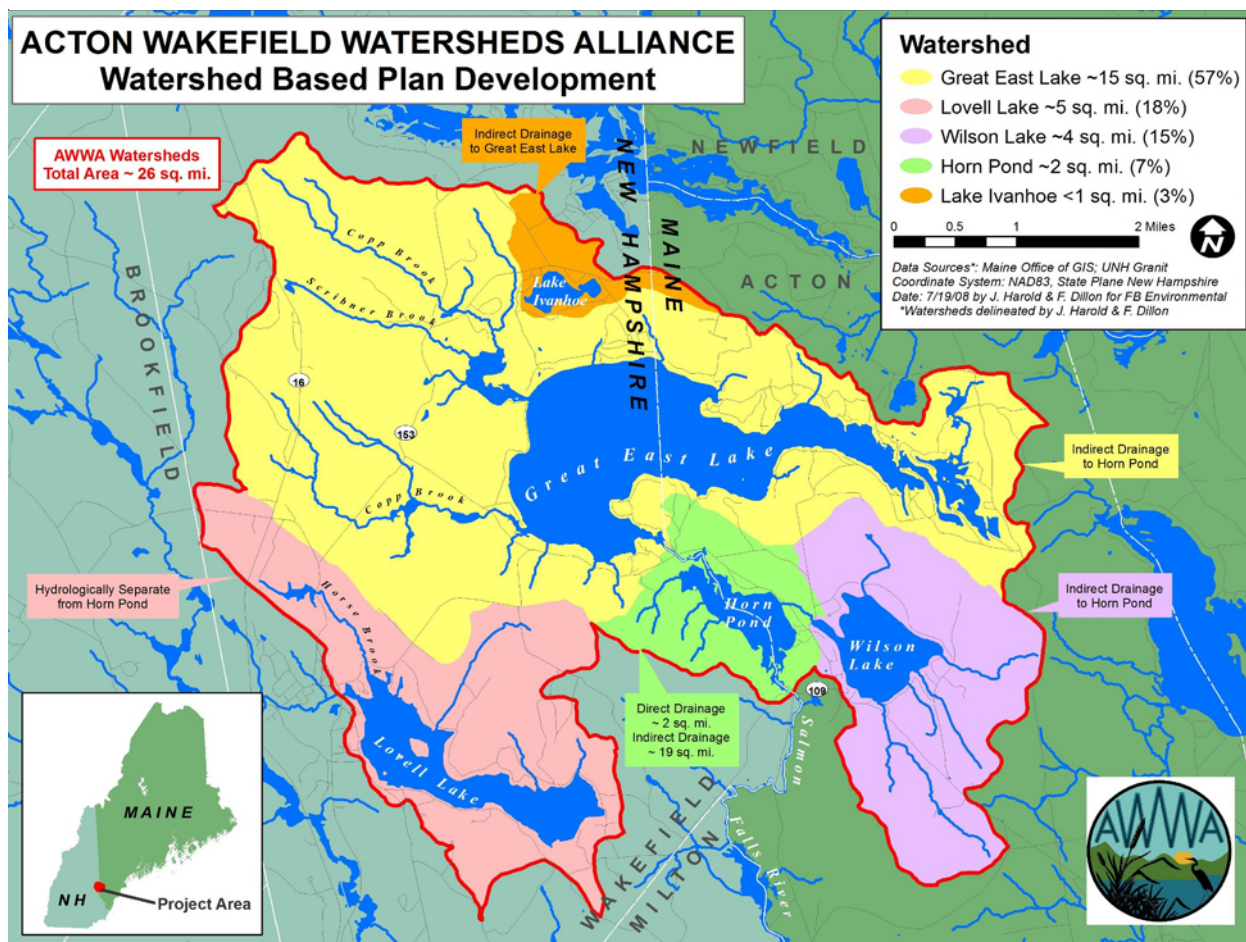 ACTON WAKEFIELD WATERSHEDS ALLIANCE
Watershed Based Plan Development
Watershed
Great East Lake ~15 sq. mi. (57%)
Lovell Lake ~5 sq. mi. (18%)
Wilson Lake ~4 sq. mi. (15%)
Horn Pond ~2 sq. mi. (7%)
Lake Ivanhoe <1 sq. mi. (3%)
0 0.5 1 2 Miles
N
Data Sources*: Maine Office of GIS; UNH Granit
Coordinate System: NAD83, State Plane New Hampshire
Date: 7/19/08 by J. Harold & F. Dillon for FB Environmental
*Watersheds delineated by J. Harold & F. Dillon
AWWA Watersheds
Total Area ~ 26 sq. mi.
Indirect Drainage
to Great East Lake
NEW HAMPSHIRE
MAINE
NEWFIELD
ACTON
BROOKFIELD
Copp Brook
Scribner Brook
Lake
Ivanhoe
16
153
Great East Lake
Copp Brook
Indirect Drainage
to Horn Pond
Hydrologically Separate
from Horn Pond
Horse Brook
Horn
Pond
Wilson
Lake
Indirect Drainage
to Horn Pond
109
Direct Drainage
~ 2 sq. mi.
Indirect Drainage
~ 19 sq. mi.
Lovell Lake
Salmon
Falls River
WAKEFIELD
MILTON
MAINE
NH
Project Area
AWWA